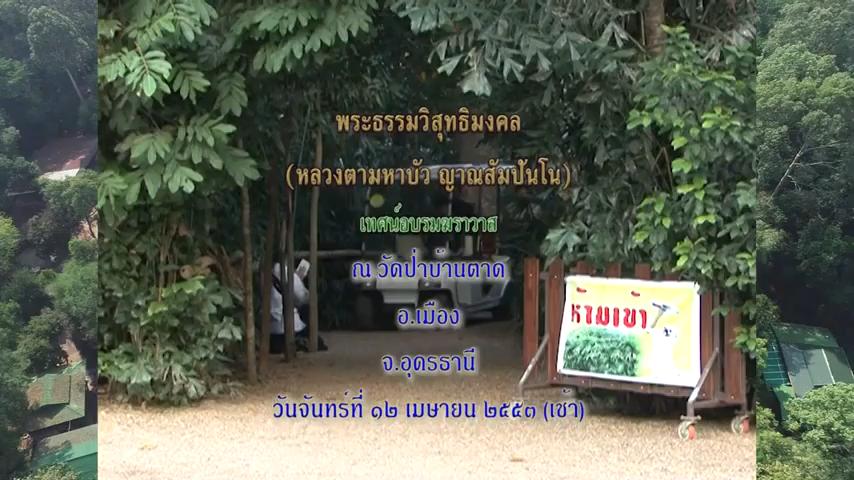 พระธรรมวิสุทธิมงคล
(หลวงตามหาบัว ญาณสัมปันโน)
เทศน์อบรมฆราวาส
ณ วัดป่าบ้านตาด
อ.เมือง
จ.อุดรธานี
วันจันทร์ที่ ๑๒ เมษายน ๒๕๕๓ (เช้า)
ห้ามเข้า